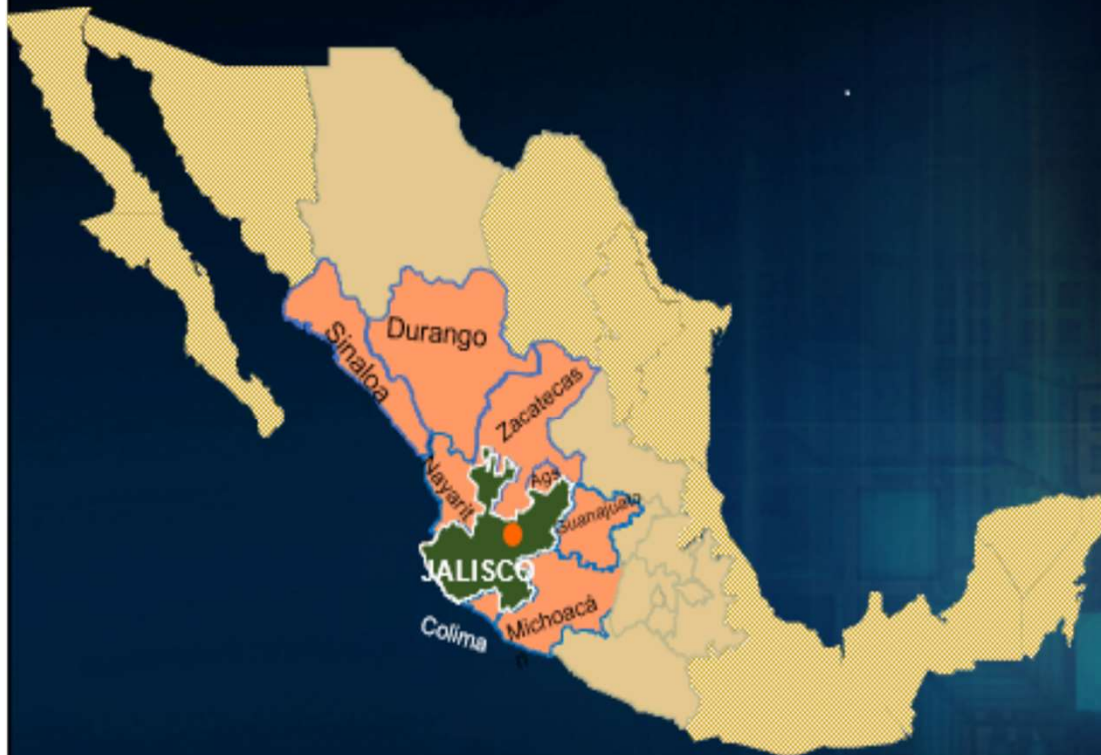 Durango
Sinaloa
Zacatecas
Nayarit
Ags
Guanajuato
JALISCO
Michoacá
n
Colima